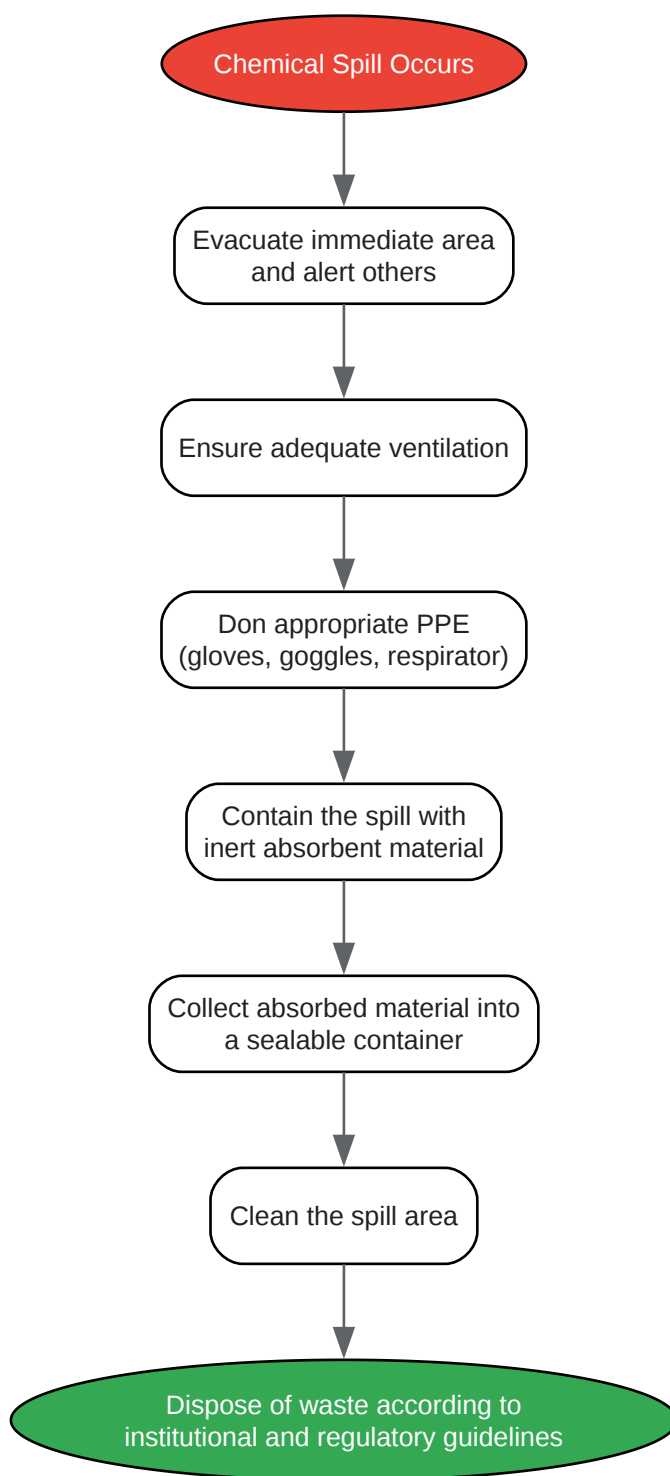 Chemical Spill Occurs
Evacuate immediate area
and alert others
Ensure adequate ventilation
Don appropriate PPE
(gloves, goggles, respirator)
Contain the spill with
inert absorbent material
Collect absorbed material into
a sealable container
Clean the spill area
Dispose of waste according to
institutional and regulatory guidelines